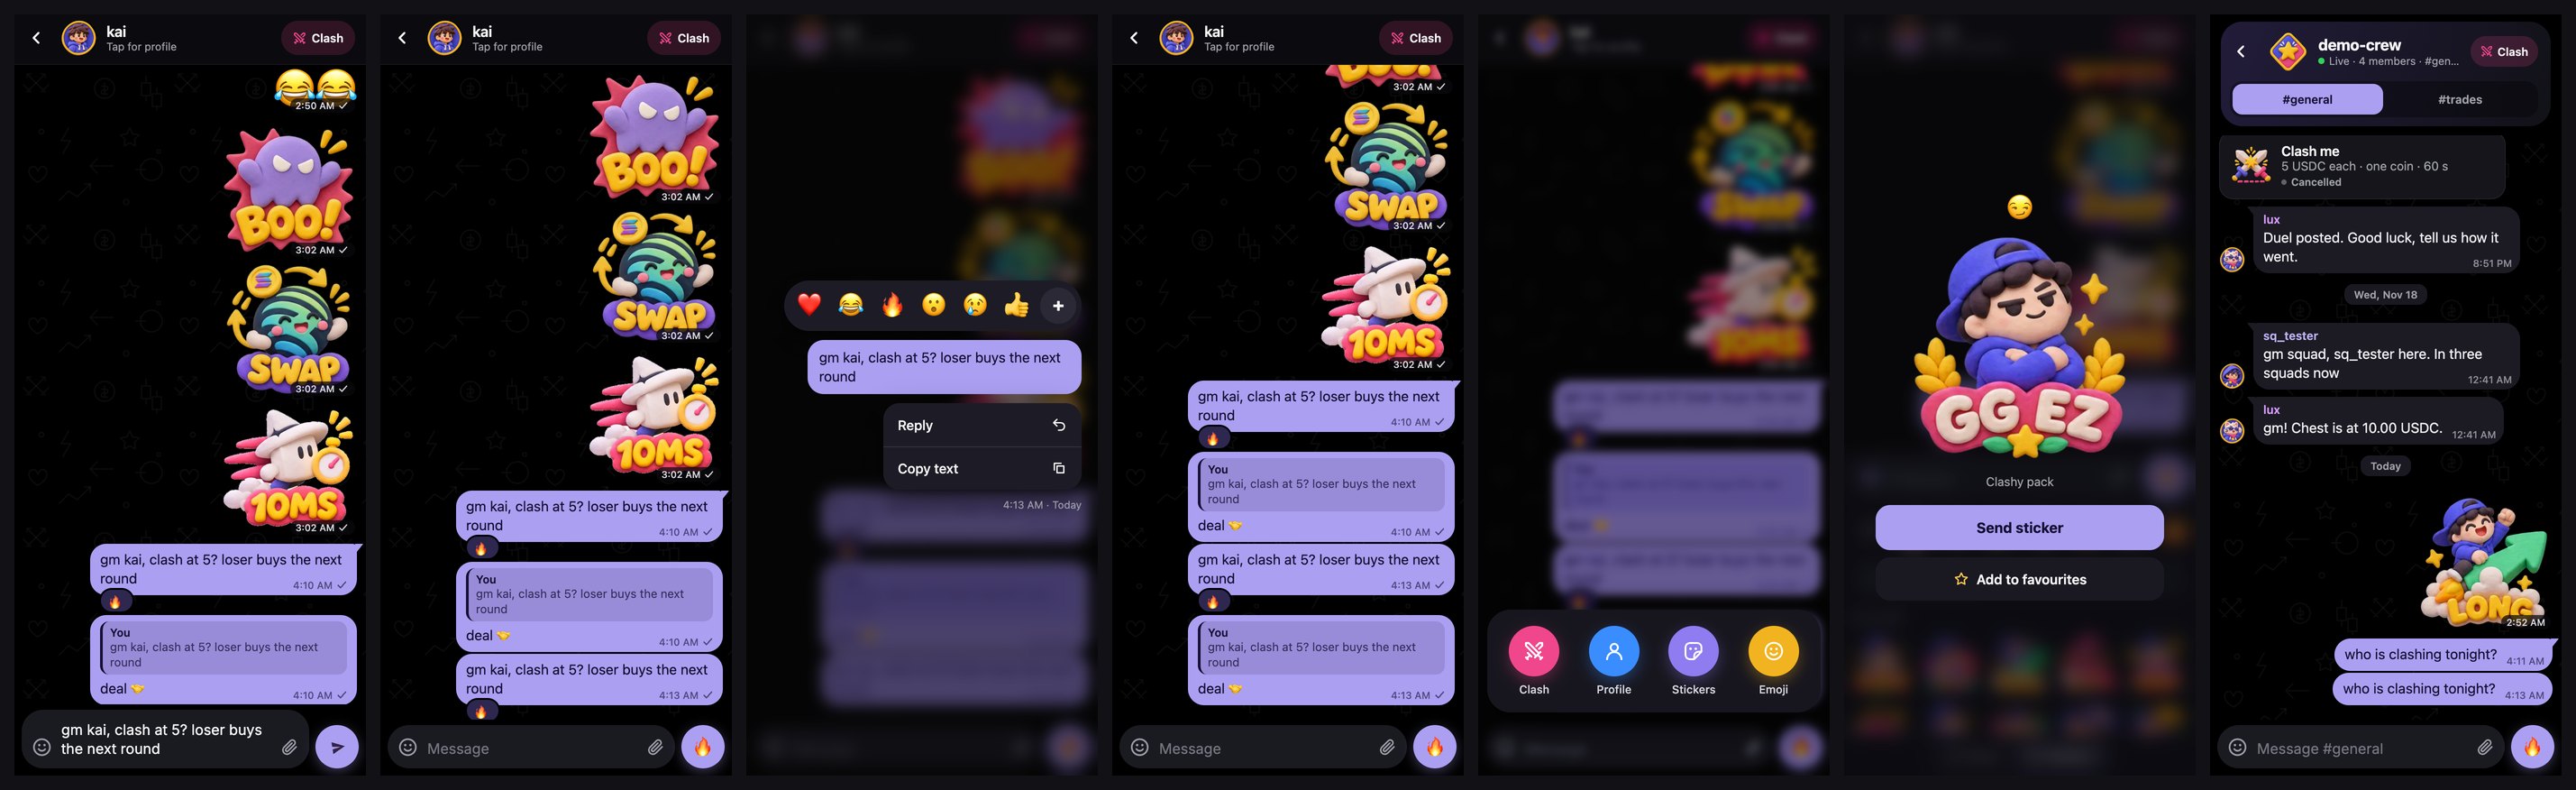 kai
Tap for profile
Clash
2:50 AM
BOO!
3:02 AM
SWAP
3:02 AM
10MS
3:02 AM
gm kai, clash at 5? loser buys the next
round
4:10 AM
You
gm kai, clash at 5? loser buys the next
round
deal
4:10 AM
gm kai, clash at 5? loser buys
the next round
kai
Tap for profile
Clash
BOO!
3:02 AM
SWAP
3:02 AM
10MS
3:02 AM
gm kai, clash at 5? loser buys the next
round
4:10 AM
You
gm kai, clash at 5? loser buys the next
round
deal
4:10 AM
gm kai, clash at 5? loser buys the next
round
4:13 AM
Message
gm kai, clash at 5? loser buys the next
round
Reply
Copy text
4:13 AM · Today
kai
Tap for profile
Clash
BOO!
3:02 AM
SWAP
3:02 AM
10MS
3:02 AM
gm kai, clash at 5? loser buys the next
round
4:10 AM
You
gm kai, clash at 5? loser buys the next
round
deal
4:10 AM
gm kai, clash at 5? loser buys the next
round
4:13 AM
You
gm kai, clash at 5? loser buys the next
round
deal
4:13 AM
Message
Clash
Profile
Stickers
Emoji
GG EZ
Clashy pack
Send sticker
Add to favourites
demo-crew
Live · 4 members · #gen...
Clash
#general
#trades
Clash me
5 USDC each · one coin · 60 s
Cancelled
lux
Duel posted. Good luck, tell us how it
went.
8:51 PM
Wed, Nov 18
sq_tester
gm squad, sq_tester here. In three
squads now
12:41 AM
lux
gm! Chest is at 10.00 USDC.
12:41 AM
Today
LONG
2:52 AM
who is clashing tonight?
4:11 AM
who is clashing tonight?
4:13 AM
Message #general